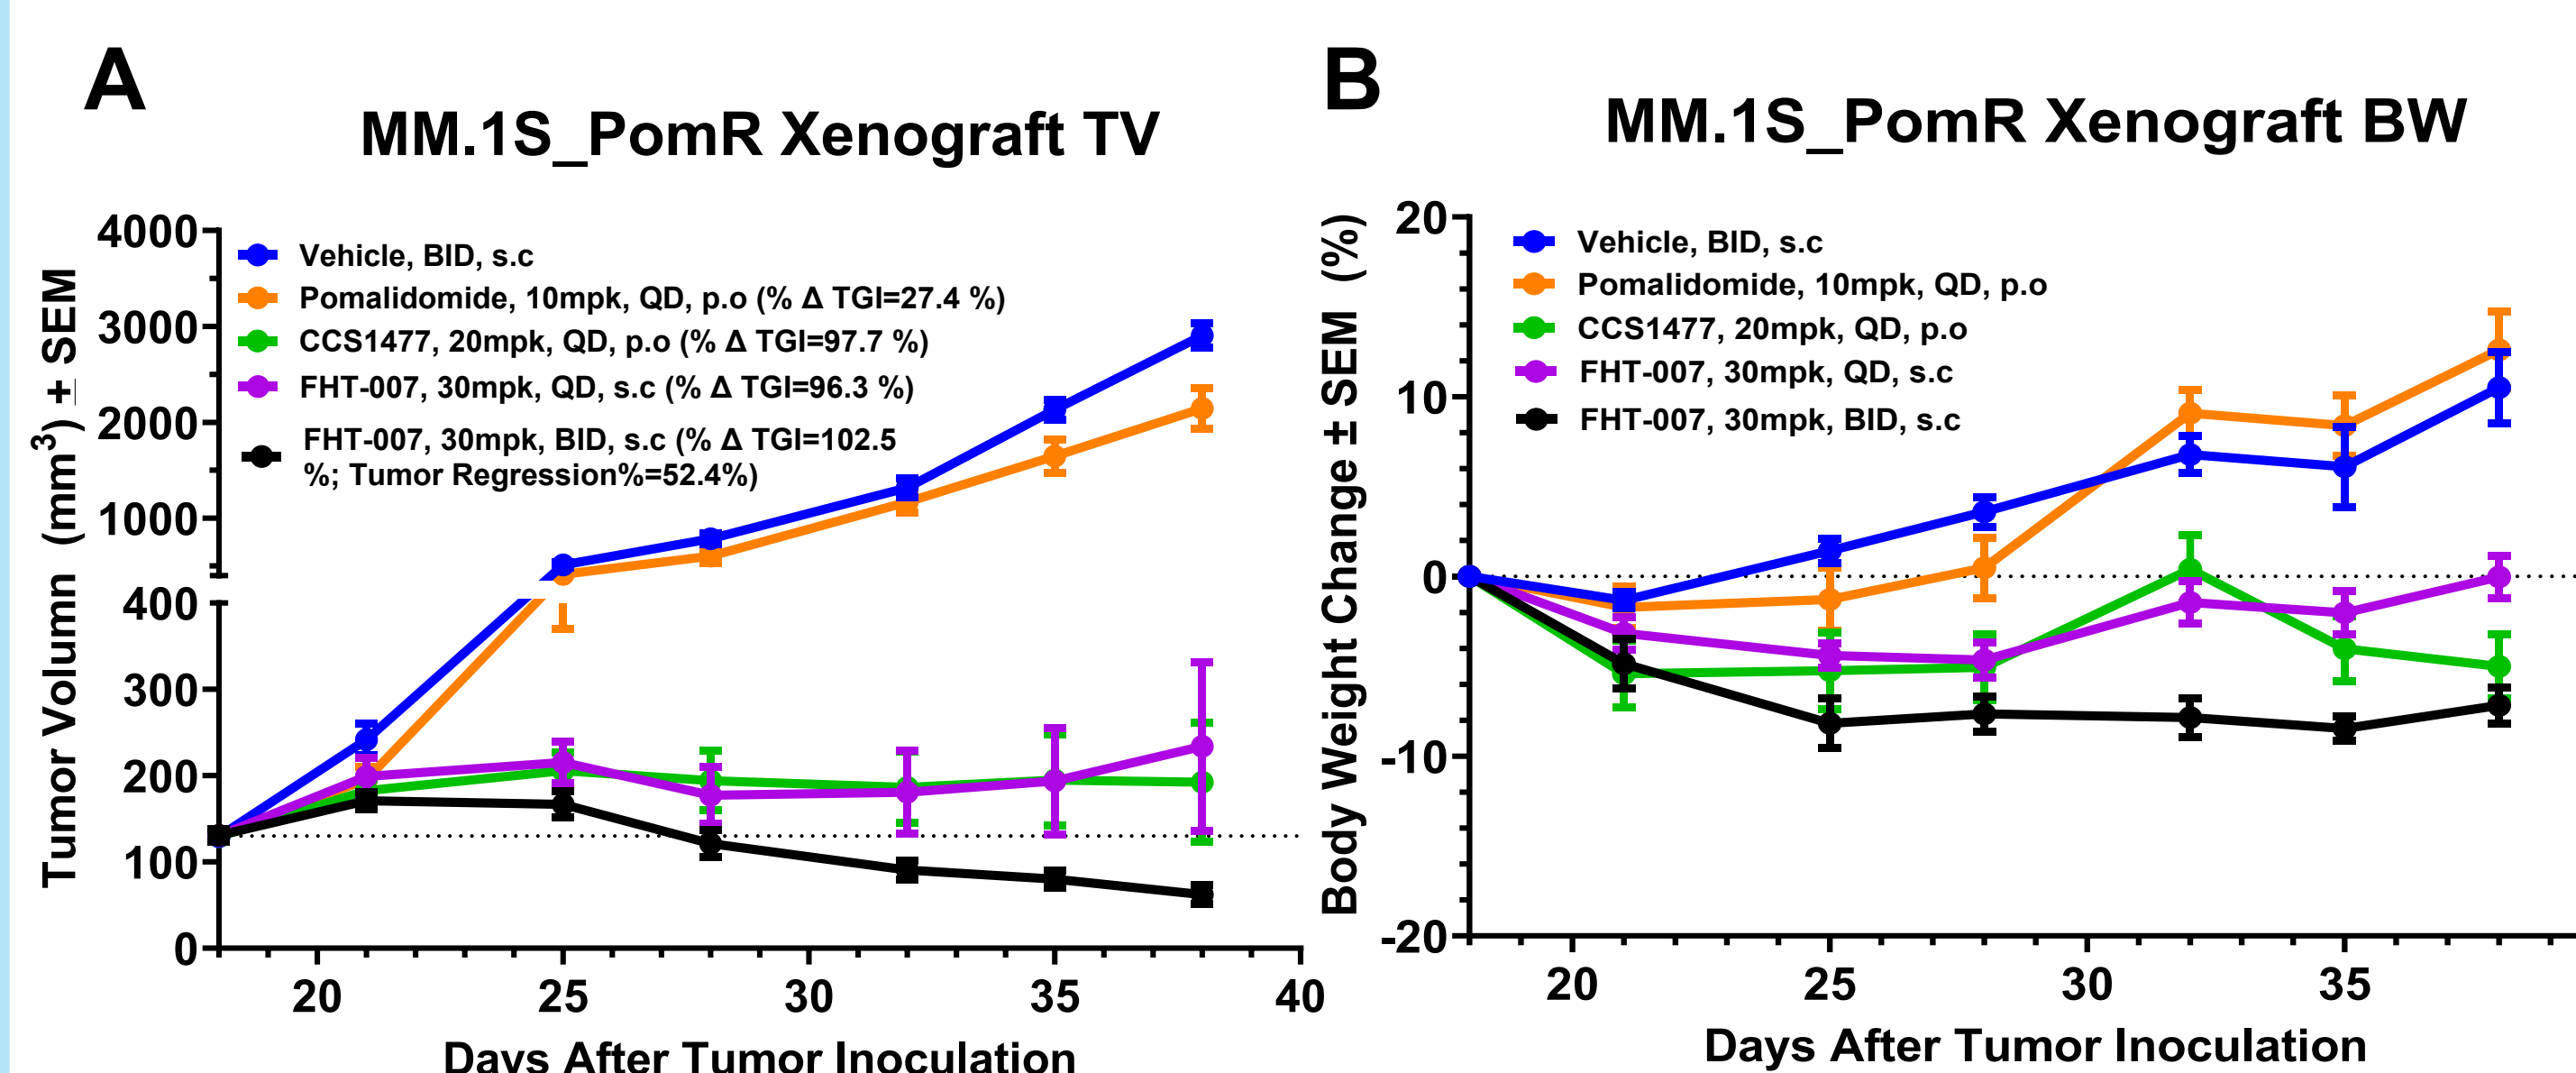 A
MM.1S_PomR Xenograft TV
Tumor Volumn (mm3) ± SEM
4000
3000
2000
1000
400
300
200
100
0
Vehicle, BID, s.c
Pomalidomide, 10mpk, QD, p.o (% Δ TGI=27.4 %)
CCS1477, 20mpk, QD, p.o (% Δ TGI=97.7 %)
FHT-007, 30mpk, QD, s.c (% Δ TGI=96.3 %)
FHT-007, 30mpk, BID, s.c (% Δ TGI=102.5
%; Tumor Regression%=52.4%)
20 25 30 35 40
Days After Tumor Inoculation
B
MM.1S_PomR Xenograft BW
Body Weight Change ± SEM (%)
20
10
0
-10
-20
Vehicle, BID, s.c
Pomalidomide, 10mpk, QD, p.o
CCS1477, 20mpk, QD, p.o
FHT-007, 30mpk, QD, s.c
FHT-007, 30mpk, BID, s.c
20 25 30 35
Days After Tumor Inoculation